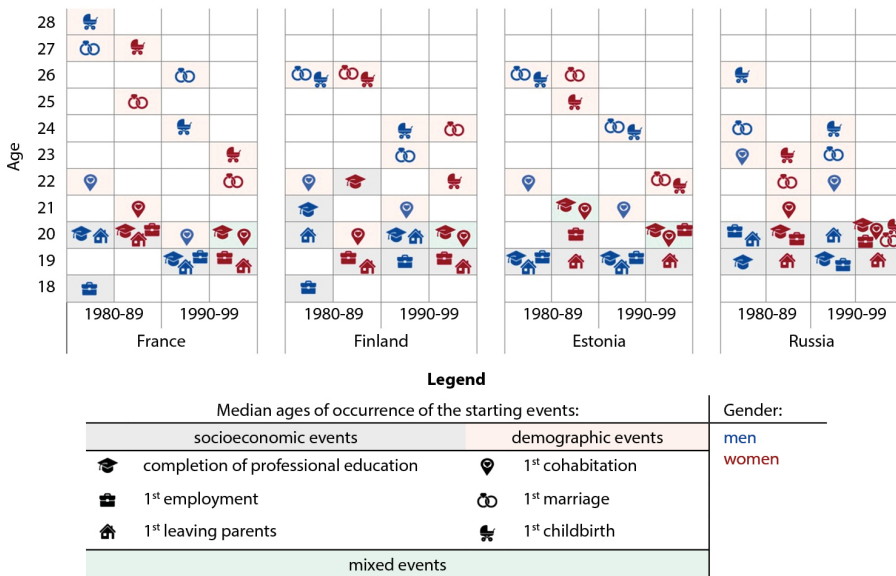 28
27
26
25
24
23
22
21
20
19
18
Age
1980-89 1990-99 1980-89 1990-99 1980-89 1990-99 1980-89 1990-99
France Finland Estonia Russia
Legend
Median ages of occurrence of the starting events: Gender:
socioeconomic events demographic events men
completion of professional education 1st cohabitation women
1st employment 1st marriage
1st leaving parents 1st childbirth
mixed events